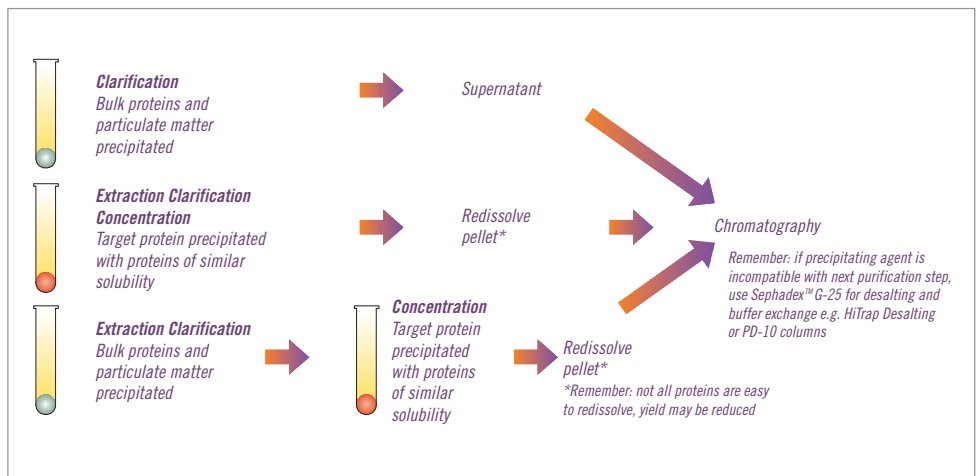 Clarification
Bulk proteins and
particulate matter
precipitated
Supernatant
Extraction Clarification
Concentration
Target protein precipitated
with proteins of similar
solubility
Redissolve
pellet*
Chromatography
Remember: if precipitating agent is
incompatible with next purification step,
use Sephadex™ G-25 for desalting and
buffer exchange e.g. HiTrap Desalting
or PD-10 columns
Extraction Clarification
Bulk proteins and
particulate matter
precipitated
Concentration
Target protein
precipitated
with proteins
of similar
solubility
Redissolve
pellet*
*Remember: not all proteins are easy
to redissolve, yield may be reduced